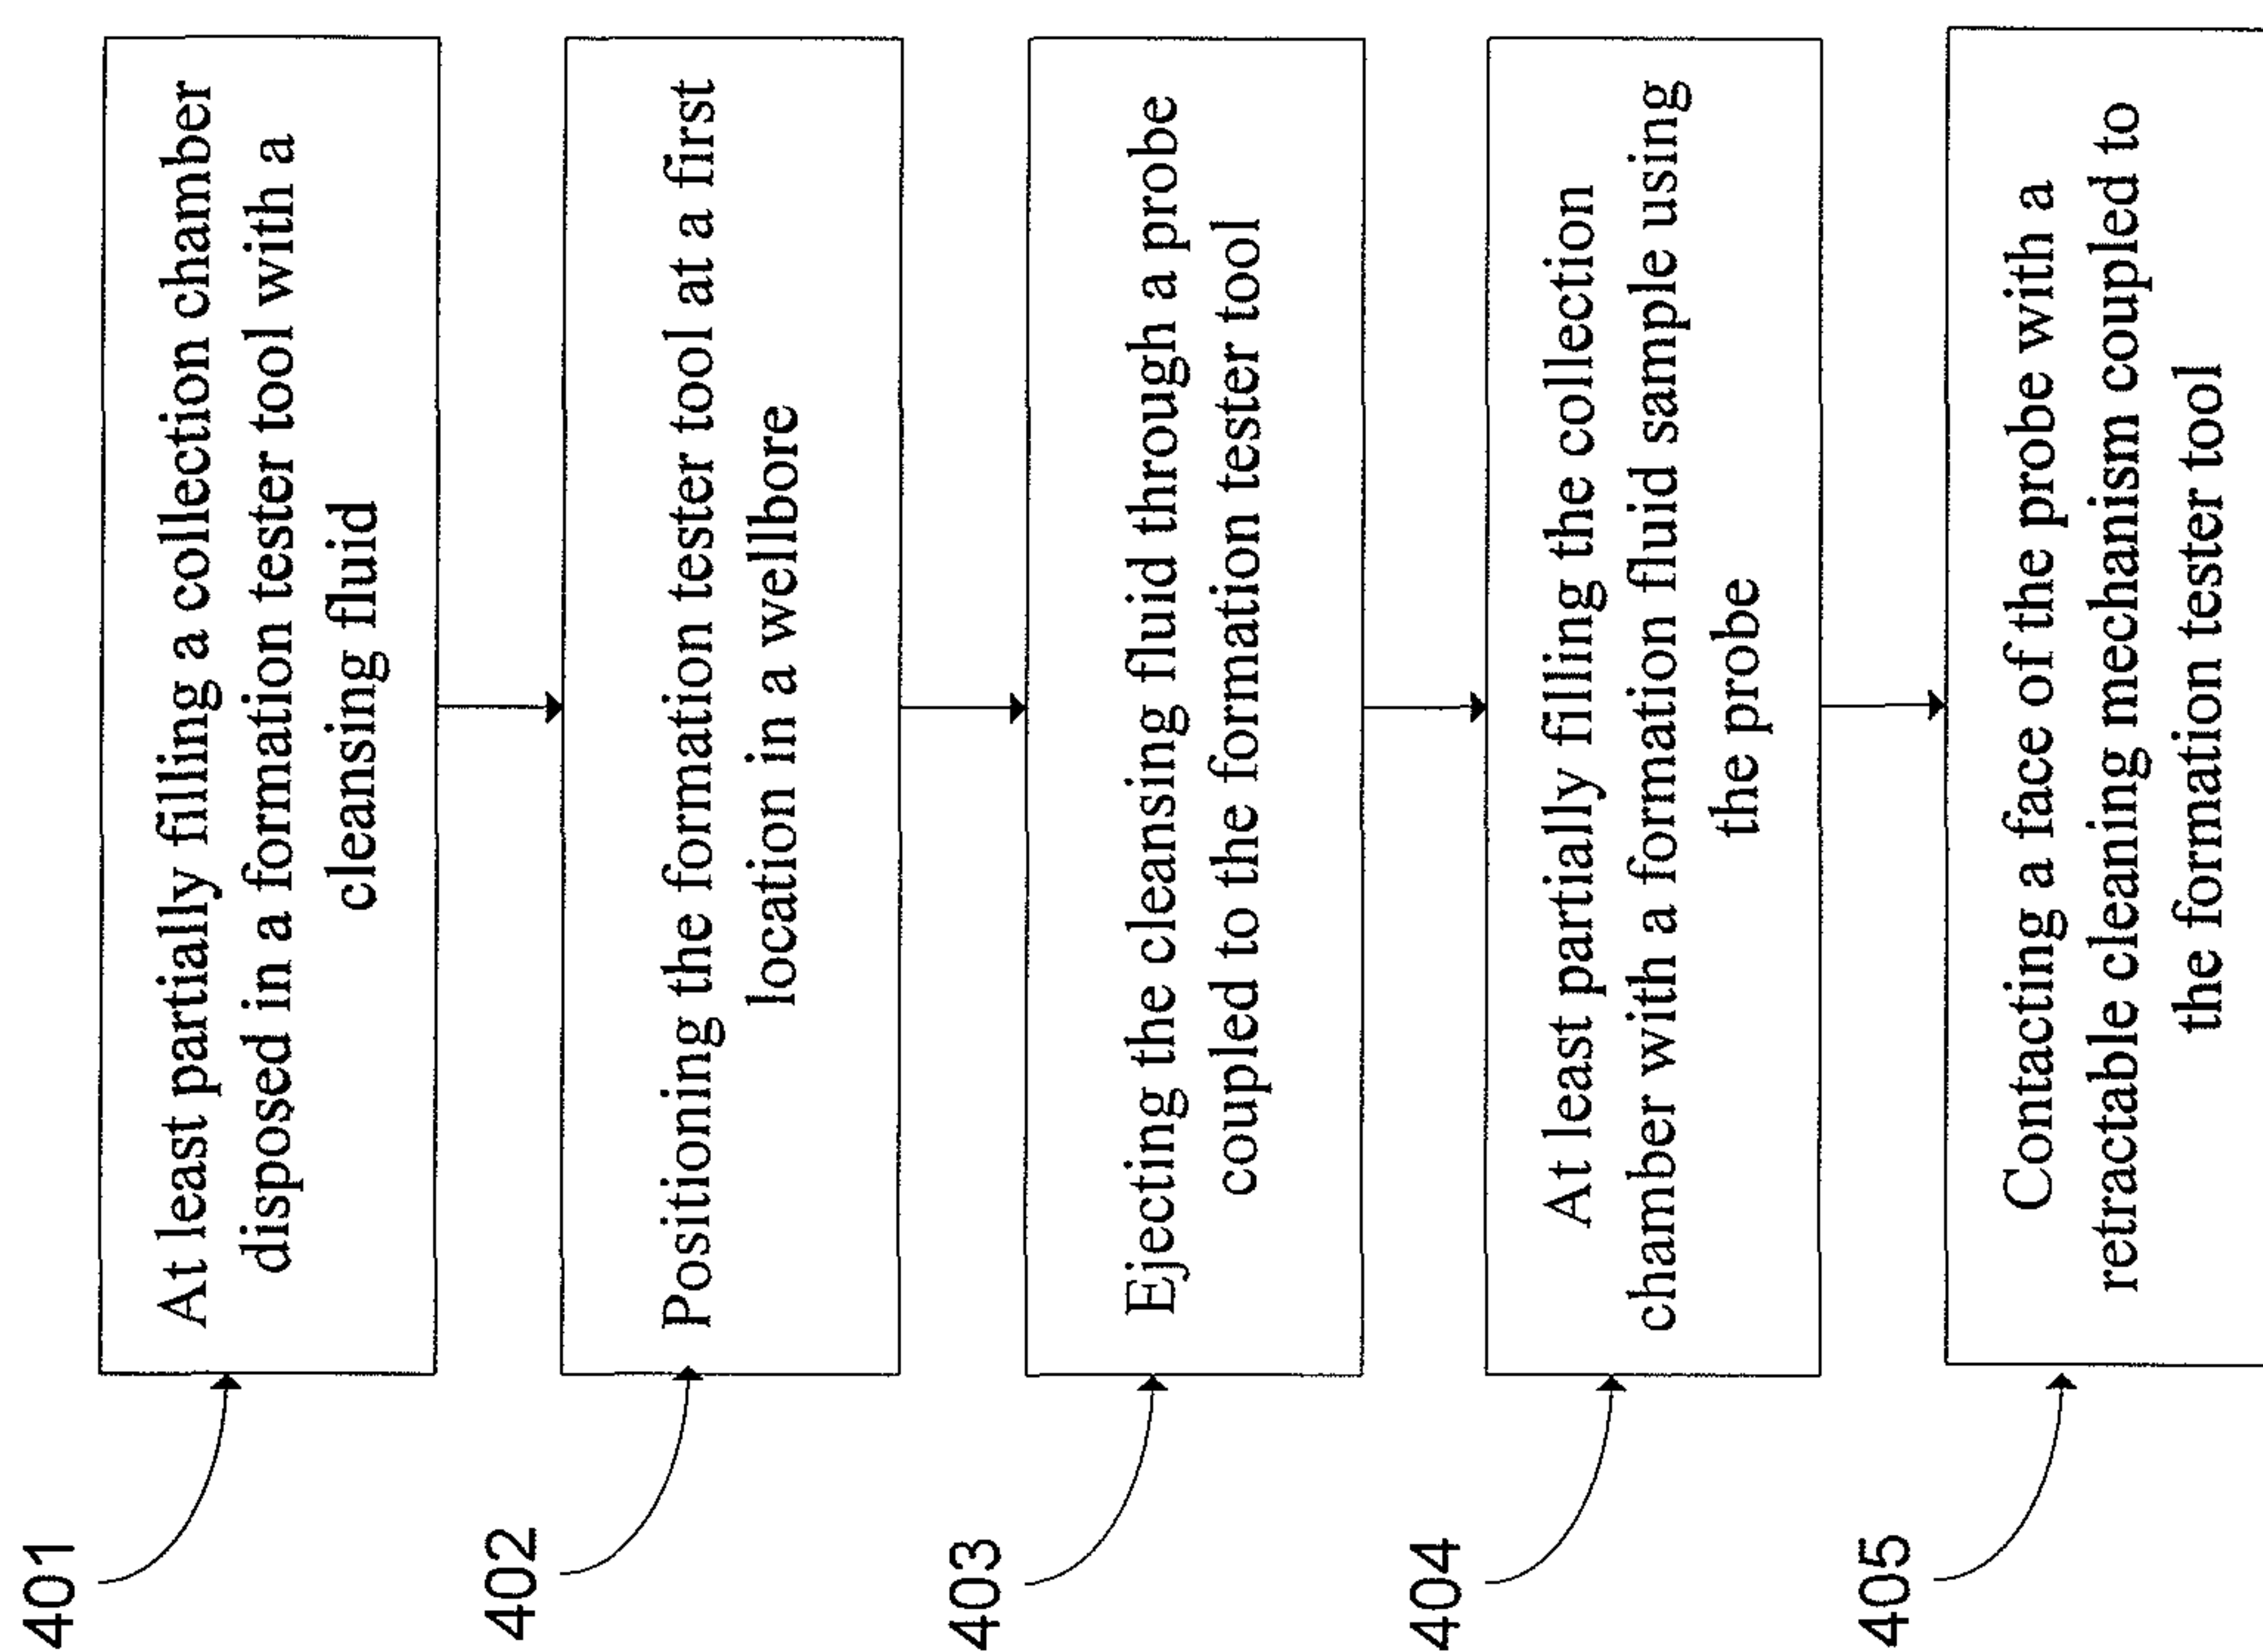 401
At least partially filling a collection chamber
disposed in a formation tester tool with a
cleansing fluid
402
Positioning the formation tester tool at a first
location in a wellbore
403
Ejecting the cleansing fluid through a probe
coupled to the formation tester tool
404
At least partially filling the collection
chamber with a formation fluid sample using
the probe
405
Contacting a face of the probe with a
retractable cleaning mechanism coupled to
the formation tester tool